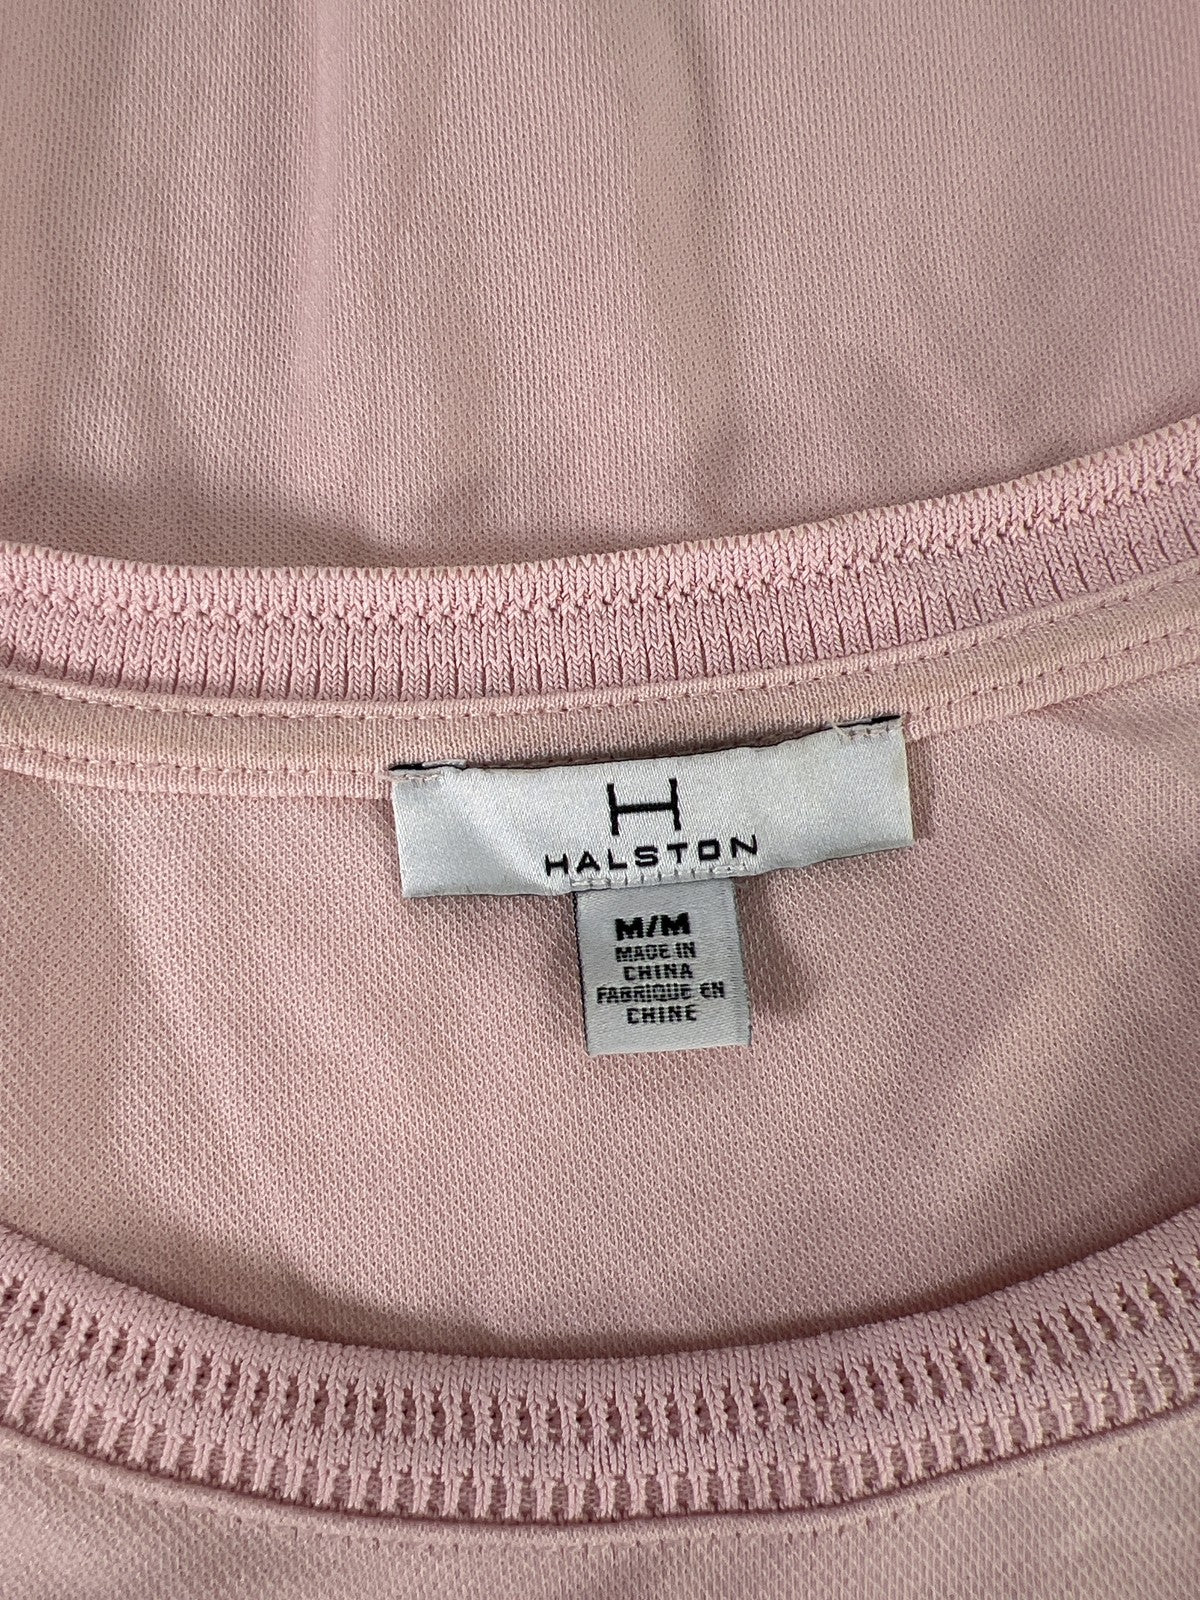 H
HALSTON
M/M
MADE IN
CHINA
FABRIQUE EN
CHINE